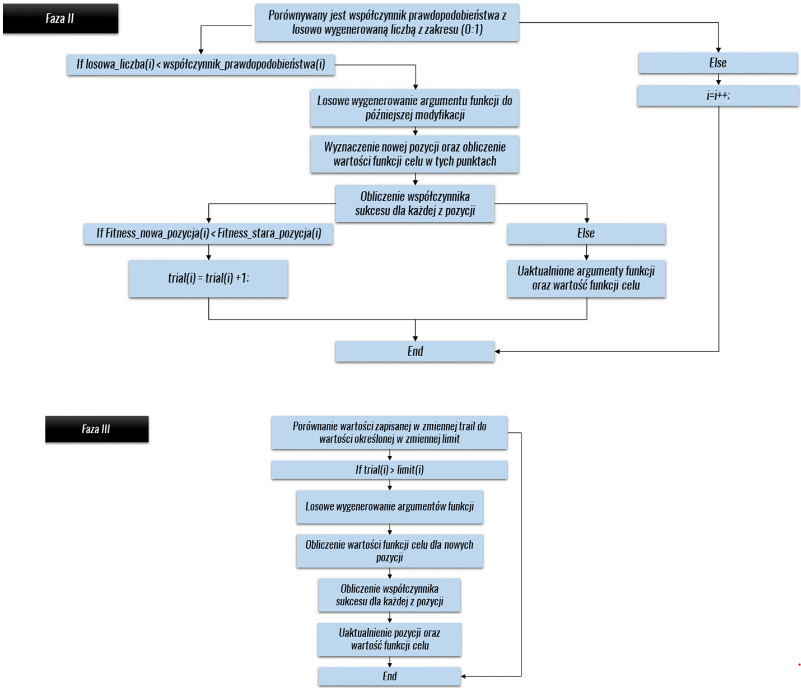 Faza II
Porównywany jest współczynnik prawdopodobieństwa z
losowo wygenerowaną liczbą z zakresu (0:1)
If losowa_liczba(i) < współczynnik_prawdopodobieństwa(i)
Else
i=i++;
Losowe wygenerowanie argumentu funkcji do
późniejszej modyfikacji
Wyznaczenie nowej pozycji oraz obliczenie
wartości funkcji celu w tych punktach
Obliczenie współczynnika
sukcesu dla każdej z pozycji
If Fitness_nowa_pozycja(i) < Fitness_stara_pozycja(i)
Else
trial(i) = trial(i) +1;
Uaktualnione argumenty funkcji
oraz wartość funkcji celu
End
Faza III
Porównanie wartości zapisanej w zmiennej trail do
wartości określonej w zmiennej limit
If trial(i) > limit(i)
Losowe wygenerowanie argumentów funkcji
Obliczenie wartości funkcji celu dla nowych
pozycji
Obliczenie współczynnika
sukcesu dla każdej z pozycji
Uaktualnienie pozycji oraz
wartość funkcji celu
End